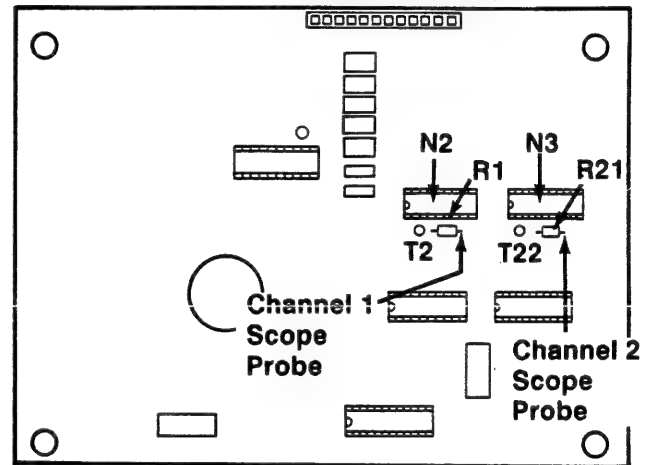 N2
N3
R1
R21
T2
T22
Channel 1
Scope
Probe
Channel 2
Scope
Probe